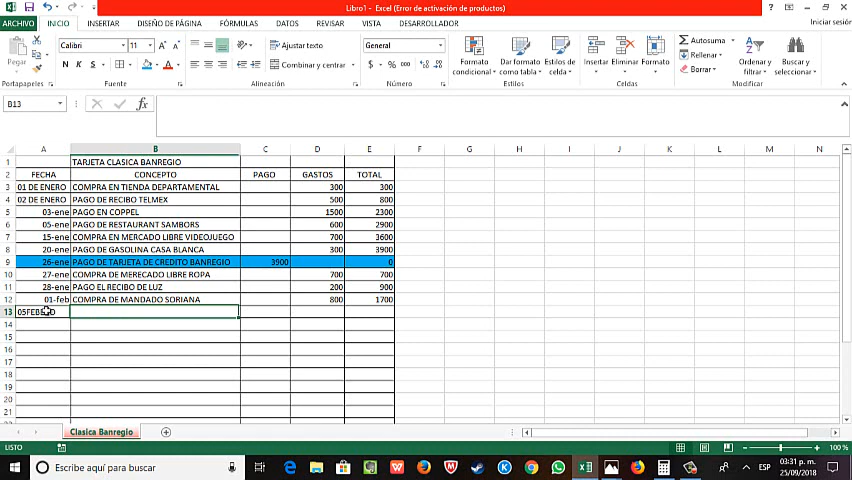 Libro1 - Excel (Error de activación de productos)
ARCHIVO INICIO INSERTAR DISEÑO DE PÁGINA FÓRMULAS DATOS REVISAR VISTA DESARROLLADOR Iniciar sesión
Pegar
Calibri 11
N K S
Ajustar texto
Combinar y centrar
General
$ % 000
Formato condicional
Dar formato como tabla
Estilos de celda
Insertar Eliminar Formato
Autosuma
Rellenar
Borrar
Ordenar y filtrar
Buscar y seleccionar
Portapapeles Fuente Alineación Número Estilos Celdas Modificar
B13 fx
A B C D E F G H I J K L M N
1 TARJETA CLASICA BANREGIO
2 FECHA CONCEPTO PAGO GASTOS TOTAL
3 01 DE ENERO COMPRA EN TIENDA DEPARTAMENTAL 300 300
4 02 DE ENERO PAGO DE RECIBO TELMEX 500 800
5 03-ene PAGO EN COPPEL 1500 2300
6 05-ene PAGO DE RESTAURANT SAMBORS 600 2900
7 15-ene COMPRA EN MERCADO LIBRE VIDEOJUEGO 700 3600
8 20-ene PAGO DE GASOLINA CASA BLANCA 300 3900
9 26-ene PAGO DE TARJETA DE CREDITO BANREGIO 3900 0
10 27-ene COMPRA DE MERECADO LIBRE ROPA 700 700
11 28-ene PAGO EL RECIBO DE LUZ 200 900
12 01-feb COMPRA DE MANDADO SORIANA 800 1700
13
14
15
16
17
18
19
20
21
Clasica Banregio
LISTO 100 %
Escribe aquí para buscar
ESP
03:31 p. m.
25/09/2018